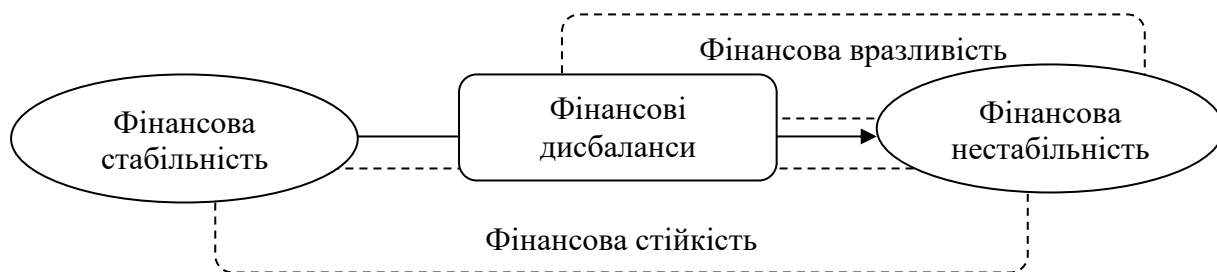 Фінансова вразливість
Фінансова
стабільність
Фінансові
дисбаланси
Фінансова
нестабільність
Фінансова стійкість